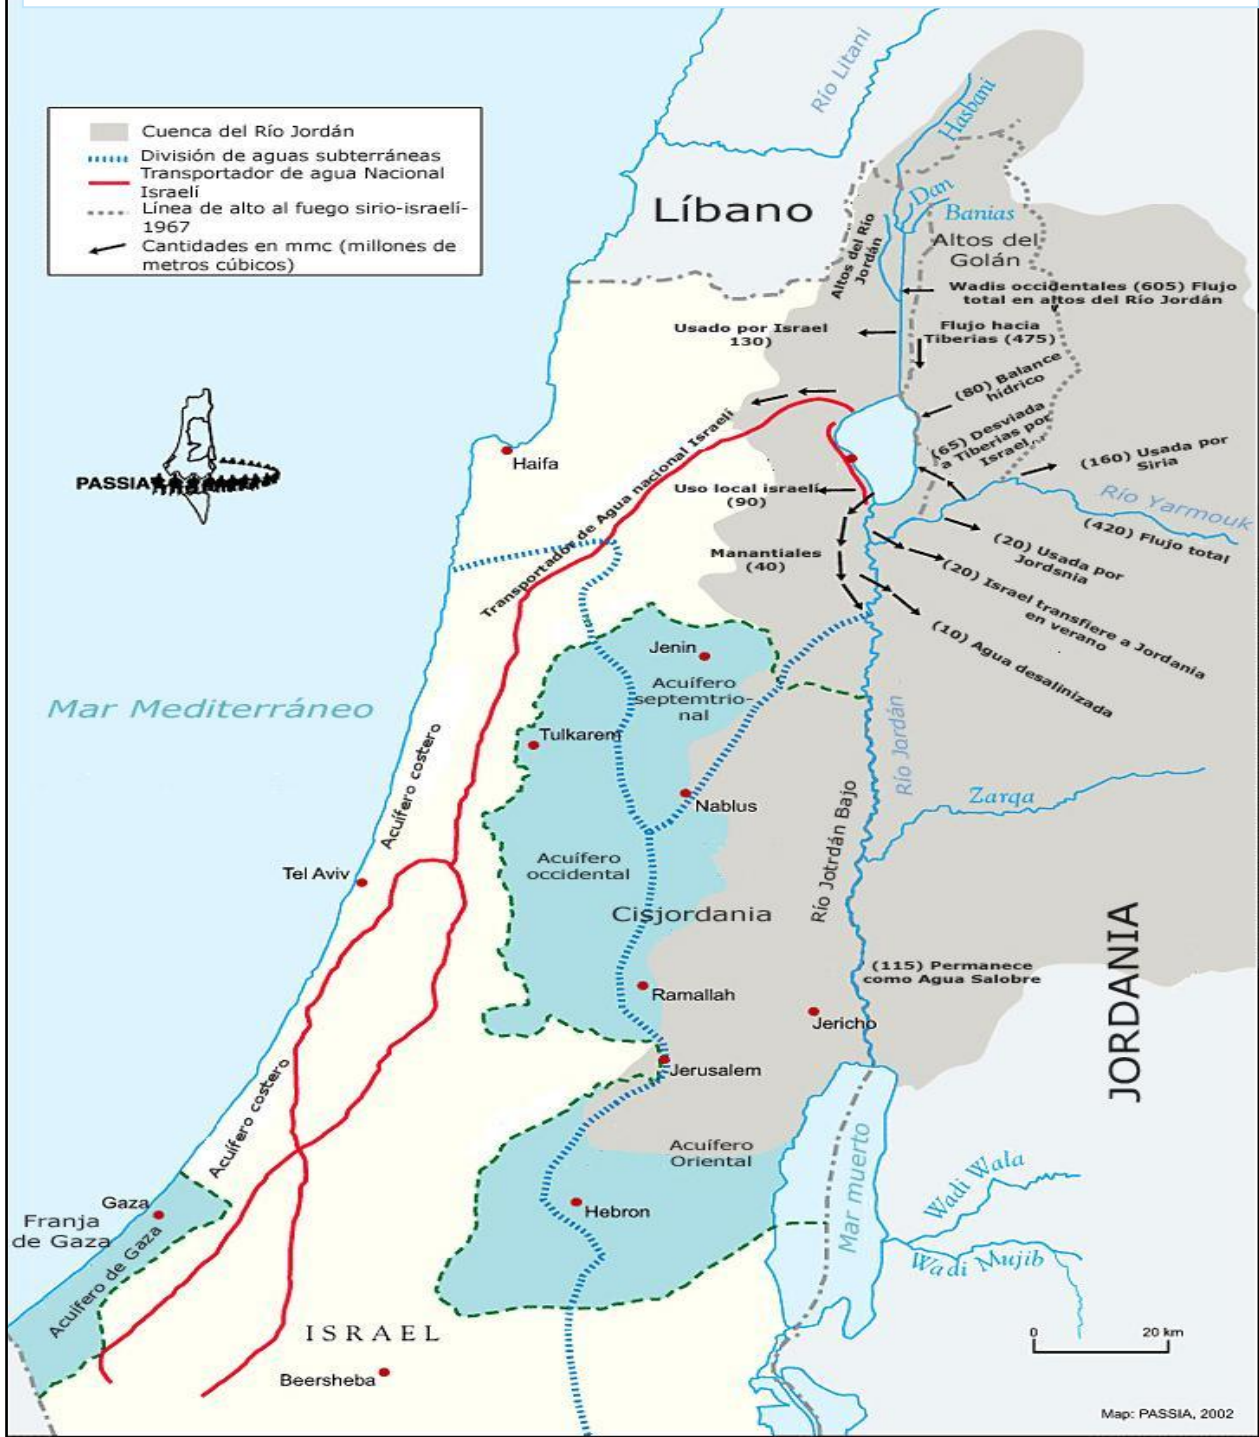 Cuenca del Río Jordán
División de aguas subterráneas
Transportador de agua Nacional
Israelí
Línea de alto al fuego sirio-israelí-
1967
Cantidades en mmc (millones de
metros cúbicos)
Río Litani
Hasbani
Líbano
Dan
Banias
Altos del Río
Jordán
Altos del
Golán
Wadis occidentales (605) Flujo
total en altos del Río Jordán
Usado por Israel
130)
Flujo hacia
Tiberias (475)
(80) Balance
hídrico
(65) Desviada
a Tiberias por
Israel
(160) Usada por
Siria
Río Yarmouk
(420) Flujo total
(20) Usada por
Jordsnia
(20) Israel transfiere a Jordania
en verano
(10) Agua desalinizada
PASSIA
Haifa
Transportador de Agua nacional Israelí
Uso local israelí
(90)
Manantiales
(40)
Jenin
Acuífero
septemtrio-
nal
Mar Mediterráneo
Tulkarem
Acuífero costero
Nablus
Río Jordán
Zarqa
Río Jotrdán Bajo
Tel Aviv
Acuífero
occidental
Cisjordania
(115) Permanece
como Agua Salobre
Ramallah
Jericho
JORDANIA
Jerusalem
Acuífero costero
Acuífero
Oriental
Mar muerto
Wadi Wala
Wadi Mujib
Gaza
Franja
de Gaza
Acuífero de Gaza
Hebron
ISRAEL
Beersheba
0 20 km
Map: PASSIA, 2002